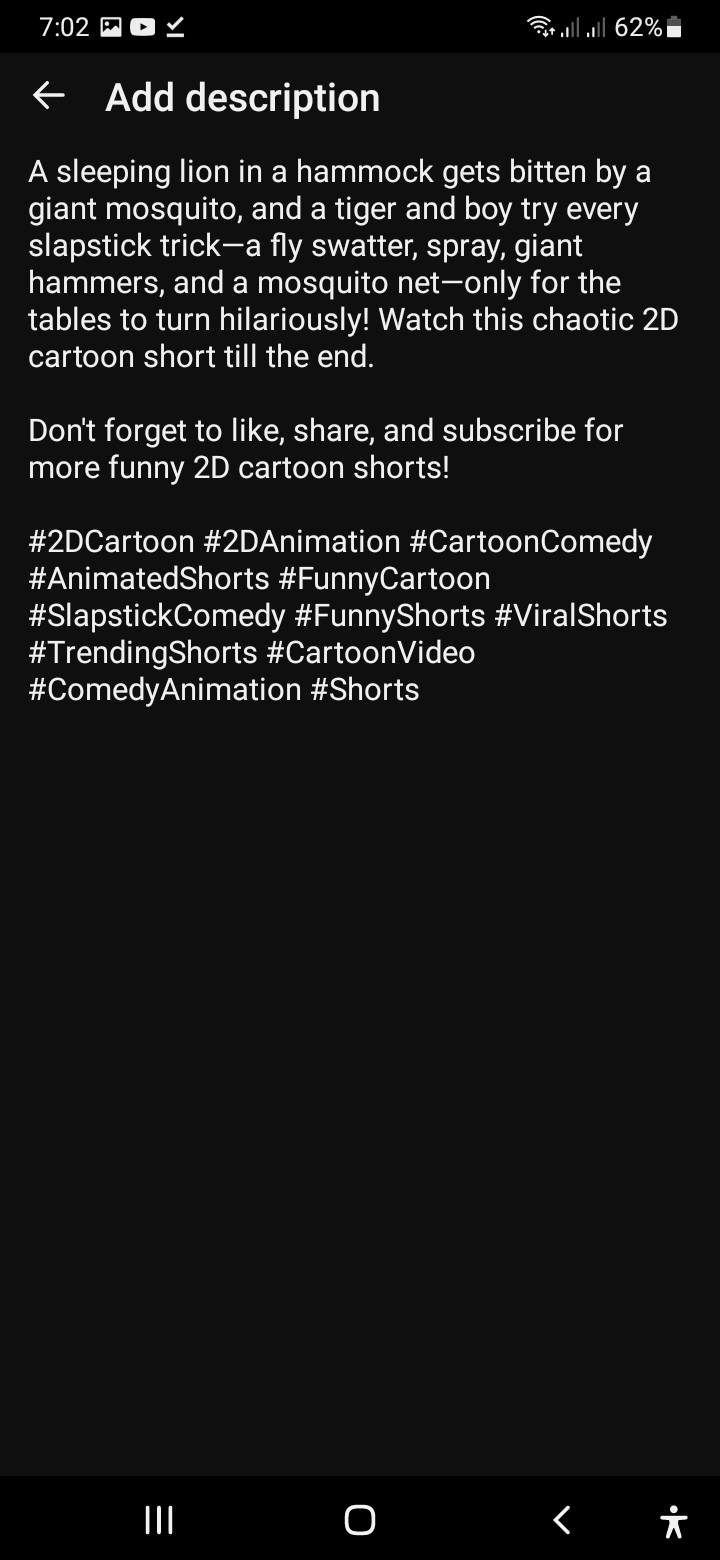 7:02 62%
Add description
A sleeping lion in a hammock gets bitten by a
giant mosquito, and a tiger and boy try every
slapstick trick—a fly swatter, spray, giant
hammers, and a mosquito net—only for the
tables to turn hilariously! Watch this chaotic 2D
cartoon short till the end.
Don't forget to like, share, and subscribe for
more funny 2D cartoon shorts!
#2DCartoon #2DAnimation #CartoonComedy
#AnimatedShorts #FunnyCartoon
#SlapstickComedy #FunnyShorts #ViralShorts
#TrendingShorts #CartoonVideo
#ComedyAnimation #Shorts